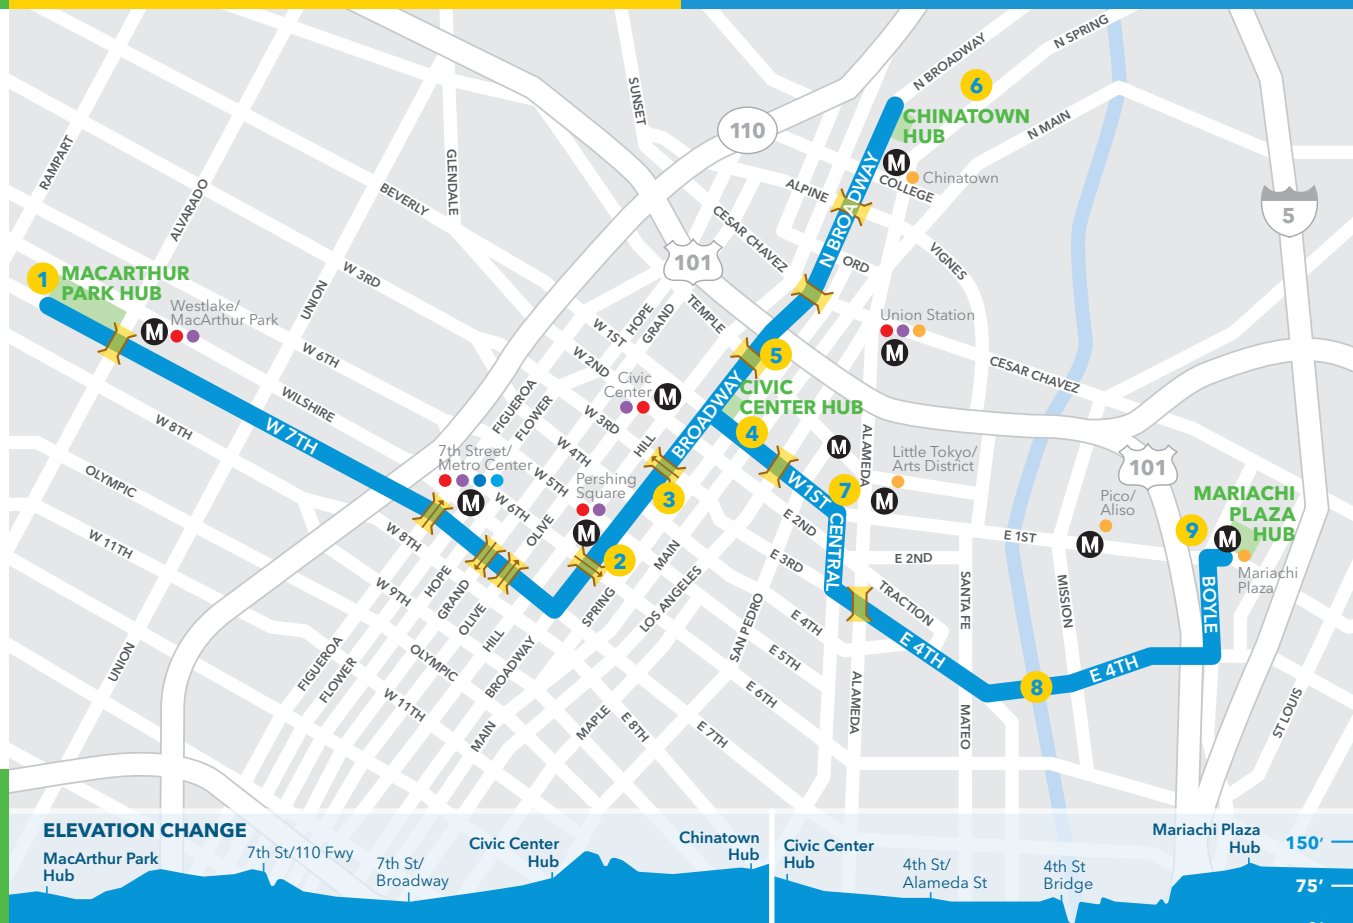 N SPRING
N BROADWAY
6
CHINATOWN
HUB
SUNSET
110
N MAIN
M
Chinatown
COLLEGE
RAMPART
GLENDALE
ALVARADO
BEVERLY
ALPINE
N BROADWAY
CESAR CHAVEZ
5
101
ORD
VIGNES
1
MACARTHUR
PARK HUB
W 3RD
UNION
Westlake/
MacArthur Park
M
HOPE
GRAND
TEMPLE
W 1ST
Union Station
M
W 6TH
W 2ND
5
CESAR CHAVEZ
WILSHIRE
FIGUEROA
FLOWER
Civic
Center
M
BROADWAY
CIVIC
CENTER HUB
W 8TH
W 7TH
W 3RD
HILL
4
M
ALAMEDA
7th Street/
Metro Center
M
W 4TH
W 5TH
W 6TH
Pershing
Square
M
3
W 1ST
7
Little Tokyo/
Arts District
M
101
Pico/
Aliso
M
MARIACHI
PLAZA
HUB
9
M
Mariachi
Plaza
OLYMPIC
W 11TH
W 8TH
OLIVE
2
MAIN
E 2ND
CENTRAL
E 1ST
E 2ND
E 3RD
W 9TH
HOPE
GRAND
OLIVE
HILL
SPRING
LOS ANGELES
SAN PEDRO
TRACTION
SANTA FE
MISSION
BOYLE
E 4TH
E 4TH
E 4TH
UNION
FIGUEROA
FLOWER
OLYMPIC
BROADWAY
E 5TH
E 6TH
8
ALAMEDA
MATEO
ST LOUIS
W 11TH
MAIN
MAPLE
E 8TH
E 7TH
ELEVATION CHANGE
MacArthur Park
Hub
7th St/110 Fwy
7th St/
Broadway
Civic Center
Hub
Chinatown
Hub
Civic Center
Hub
4th St/
Alameda St
4th St
Bridge
Mariachi Plaza
Hub
150′
75′